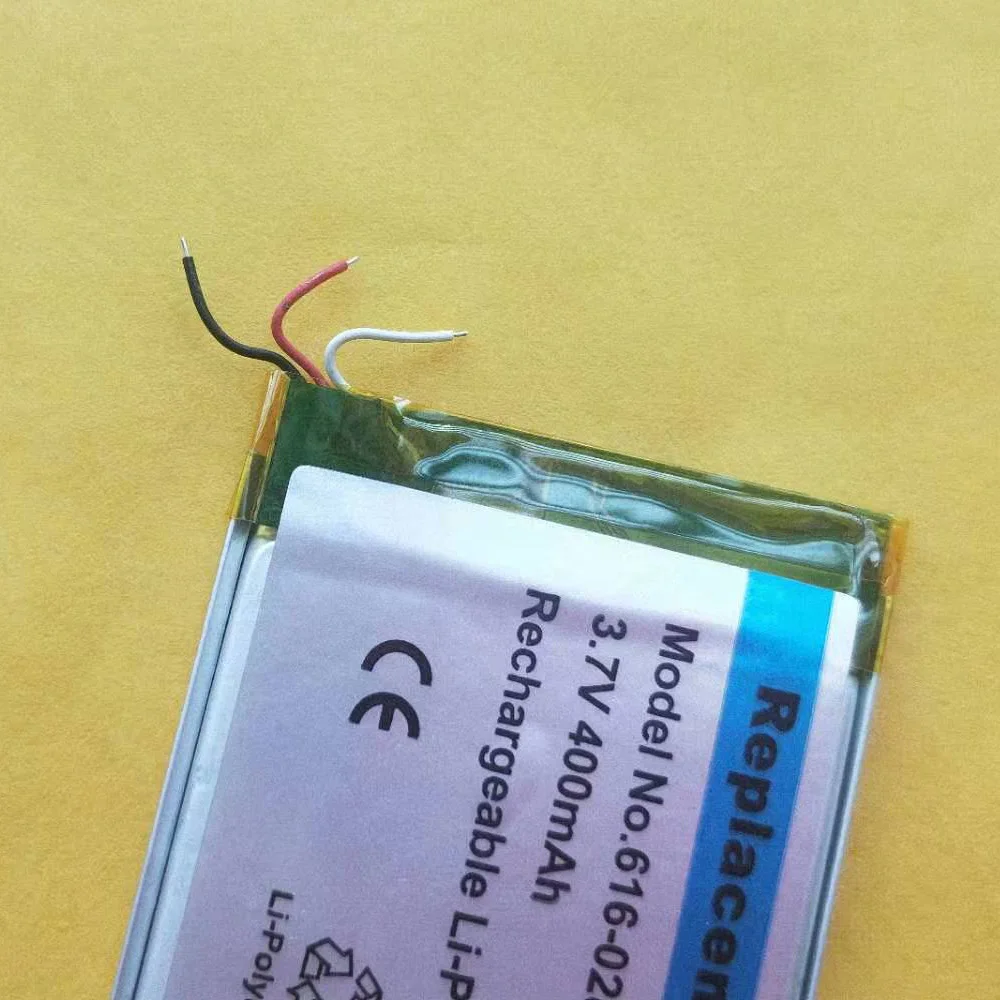 Replacem
Model No.616-02
3.7V 400mAh
Rechargeable Li-P
CE
Li-Poly